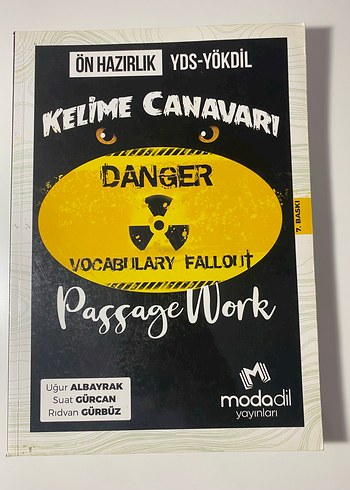 ÖN HAZIRLIK YDS-YÖKDİL
KELİME CANAVARI
DANGER
VOCABULARY FALLOUT
Passage Work
7. BASKI
Uğur ALBAYRAK
Suat GÜRCAN
Rıdvan GÜRBÜZ
modadil
yayınları